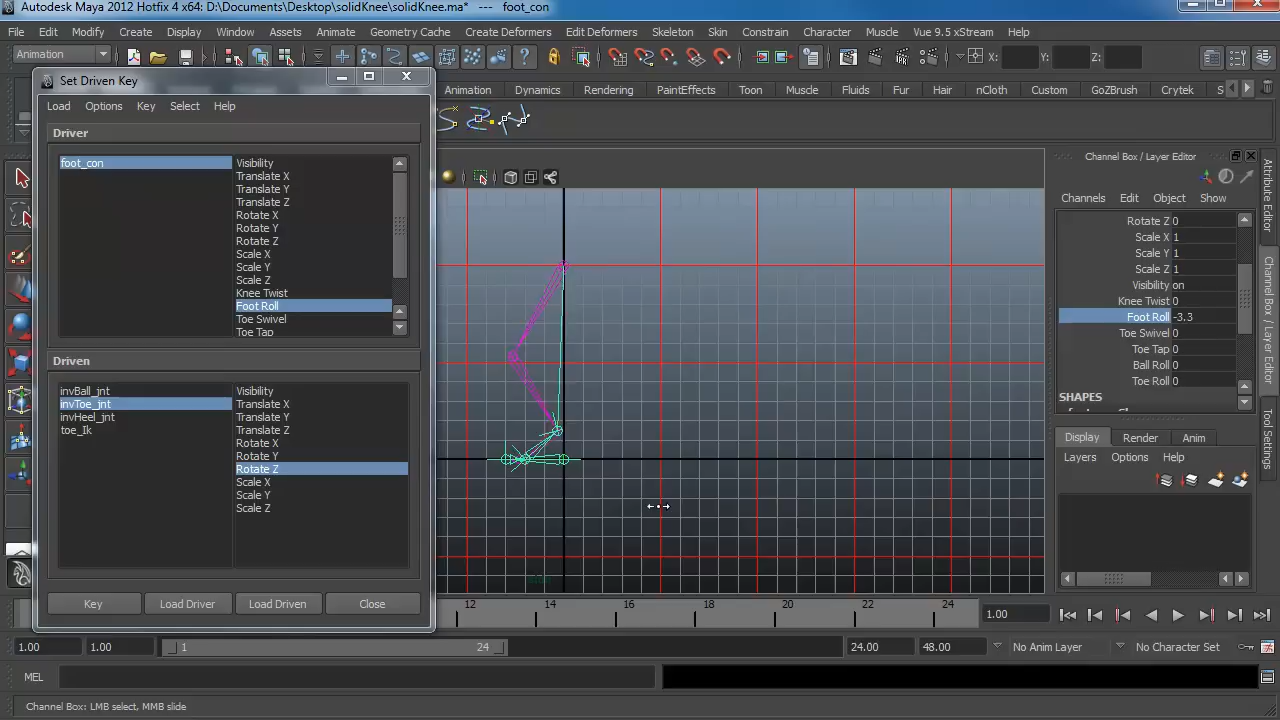 Autodesk Maya 2012 Hotfix 4 x64: D:\Documents\Desktop\solidKnee\solidKnee.ma* --- foot_con
File Edit Modify Create Display Window Assets Animate Geometry Cache Create Deformers Edit Deformers Skeleton Skin Constrain Character Muscle Vue 9.5 xStream Help
Animation X: Y: Z:
Set Driven Key
Animation Dynamics Rendering PaintEffects Toon Muscle Fluids Fur Hair nCloth Custom GoZBrush Crytek
Load Options Key Select Help
Driver
foot_con
Visibility
Translate X
Translate Y
Translate Z
Rotate X
Rotate Y
Rotate Z
Scale X
Scale Y
Scale Z
Knee Twist
Foot Roll
Toe Swivel
Toe Tap
Driven
invBall_jnt
invToe_jnt
invHeel_jnt
toe_Ik
Visibility
Translate X
Translate Y
Translate Z
Rotate X
Rotate Y
Rotate Z
Scale X
Scale Y
Scale Z
Key Load Driver Load Driven Close
Channel Box / Layer Editor
Channels Edit Object Show
Rotate Z 0
Scale X 1
Scale Y 1
Scale Z 1
Visibility on
Knee Twist 0
Foot Roll -3.3
Toe Swivel 0
Toe Tap 0
Ball Roll 0
Toe Roll 0
SHAPES
Display Render Anim
Layers Options Help
Attribute Editor
Channel Box / Layer Editor
Tool Settings
12 14 16 18 20 22 24 1.00
1.00 1.00 1 24 24.00 48.00 No Anim Layer No Character Set
MEL
Channel Box: LMB select, MMB slide